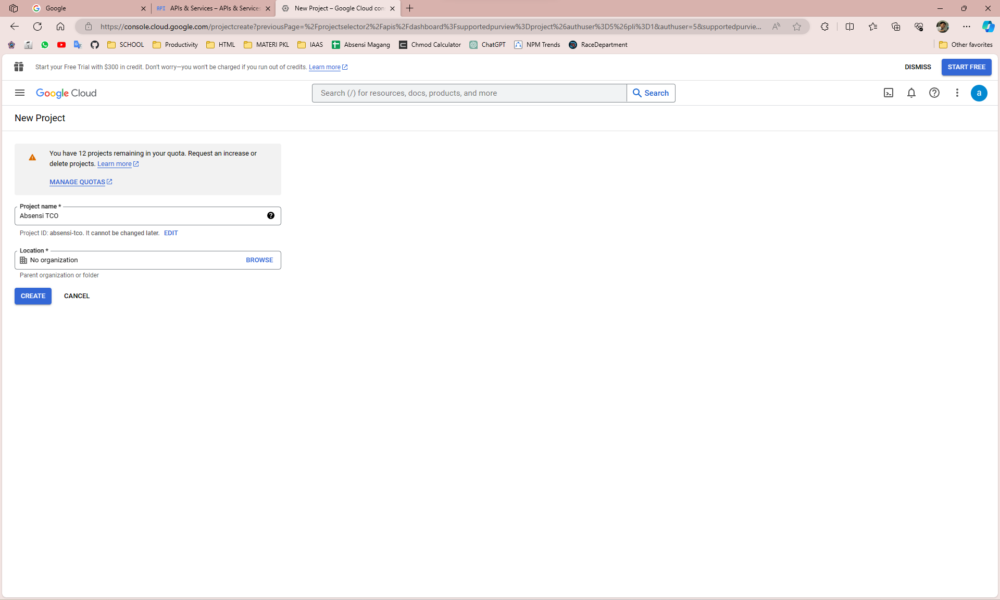 Google
API APIs & Services – APIs & Services
New Project – Google Cloud con
https://console.cloud.google.com/projectcreate?previousPage=%2Fprojectselector2%2Fapis%2Fdashboard%3Fsupportedpurview%3Dproject%26authuser%3D5%26pli%3D1&authuser=5&supportedpurvie...
SCHOOL
Productivity
HTML
MATERI PKL
IAAS
Absensi Magang
Chmod Calculator
ChatGPT
NPM Trends
RaceDepartment
Other favorites
Start your Free Trial with $300 in credit. Don't worry—you won't be charged if you run out of credits. Learn more
DISMISS
START FREE
Google Cloud
Search (/) for resources, docs, products, and more
Search
a
New Project
You have 12 projects remaining in your quota. Request an increase or
delete projects. Learn more
MANAGE QUOTAS
Project name *
Absensi TCO
Project ID: absensi-tco. It cannot be changed later. EDIT
Location *
No organization
BROWSE
Parent organization or folder
CREATE
CANCEL